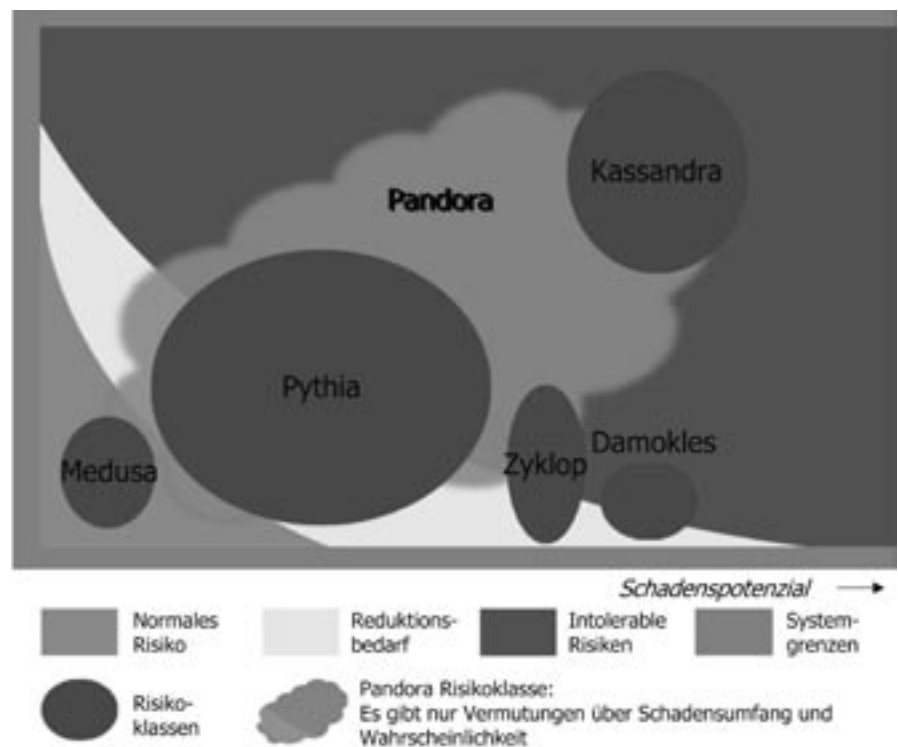 Kassandra
Pandora
Pythia
Damokles
Medusa
Zyklop
Schadenspotenzial
Normales
Risiko
Reduktions-
bedarf
Intolerable
Risiken
System-
grenzen
Risiko-
klassen
Pandora Risikoklasse:
Es gibt nur Vermutungen über Schadensumfang und
Wahrscheinlichkeit